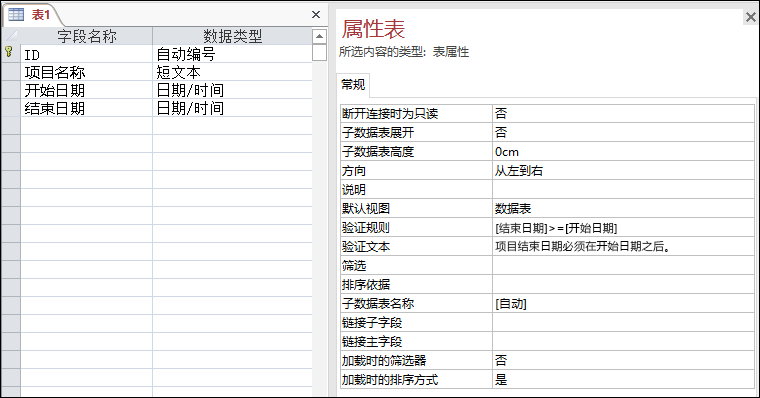 表1
字段名称 数据类型
ID 自动编号
项目名称 短文本
开始日期 日期/时间
结束日期 日期/时间
属性表
所选内容的类型: 表属性
常规
断开连接时为只读 否
子数据表展开 否
子数据表高度 0cm
方向 从左到右
说明
默认视图 数据表
验证规则 [结束日期]>=[开始日期]
验证文本 项目结束日期必须在开始日期之后。
筛选
排序依据
子数据表名称 [自动]
链接子字段
链接主字段
加载时的筛选器 否
加载时的排序方式 是